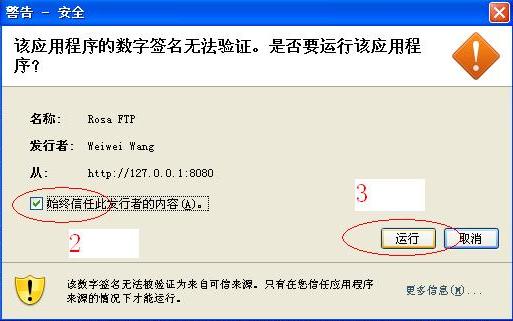 警告 - 安全
该应用程序的数字签名无法验证。是否要运行该应用程
序？
名称: Rosa FTP
发行者: Weiwei Wang
从: http://127.0.0.1:8080
始终信任此发行者的内容(A)。
3
2
运行
取消
该数字签名无法被验证为来自可信来源。只有在您信任应用程序
来源的情况下才能运行。
更多信息(M)...